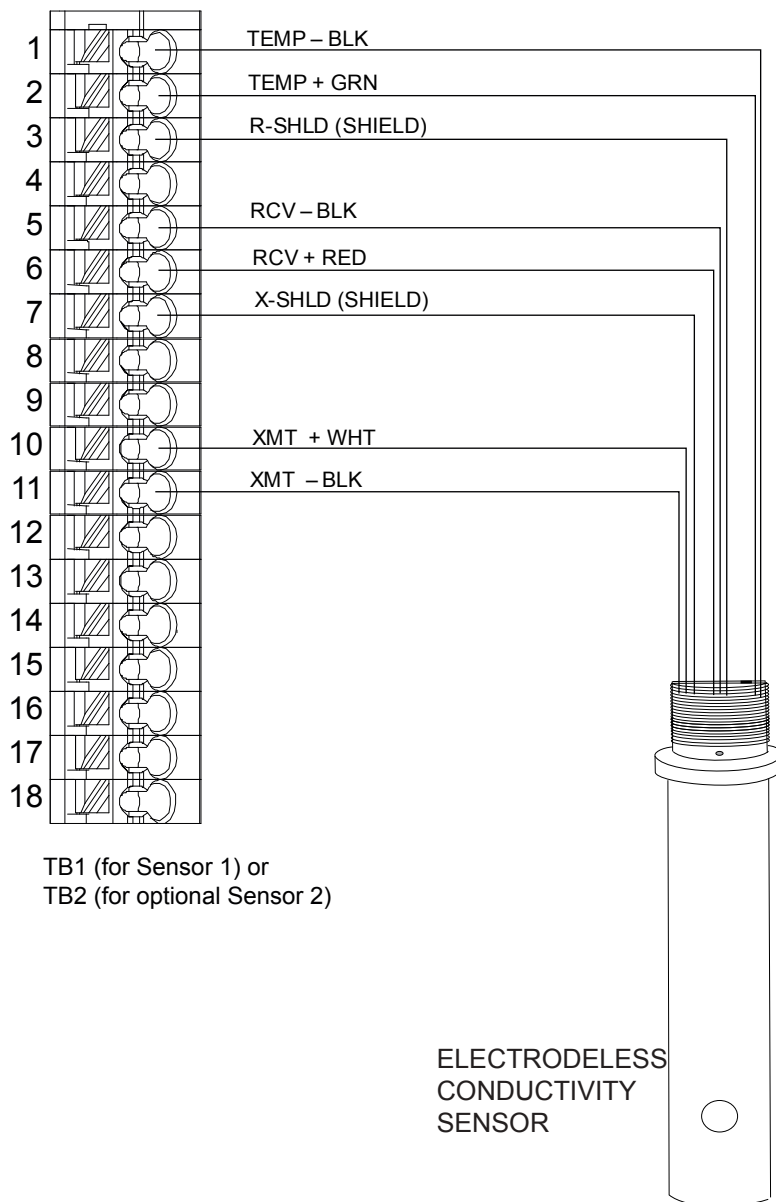 1 TEMP – BLK
2 TEMP + GRN
3 R-SHLD (SHIELD)
4
5 RCV – BLK
6 RCV + RED
7 X-SHLD (SHIELD)
8
9
10 XMT + WHT
11 XMT – BLK
12
13
14
15
16
17
18
TB1 (for Sensor 1) or
TB2 (for optional Sensor 2)
ELECTRODELESS
CONDUCTIVITY
SENSOR